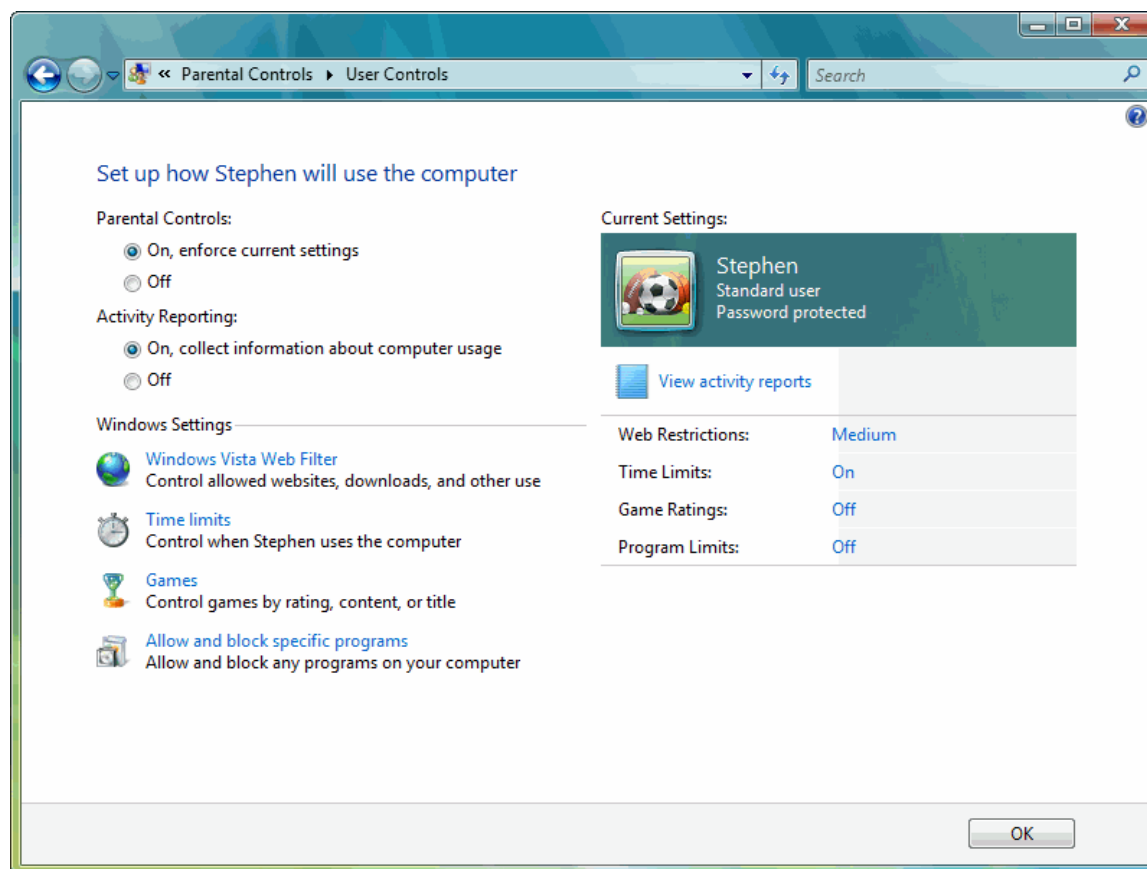 « Parental Controls ▸ User Controls
Search
Set up how Stephen will use the computer
Parental Controls:
On, enforce current settings
Off
Activity Reporting:
On, collect information about computer usage
Off
Windows Settings
Windows Vista Web Filter
Control allowed websites, downloads, and other use
Time limits
Control when Stephen uses the computer
Games
Control games by rating, content, or title
Allow and block specific programs
Allow and block any programs on your computer
Current Settings:
Stephen
Standard user
Password protected
View activity reports
Web Restrictions: Medium
Time Limits: On
Game Ratings: Off
Program Limits: Off
OK